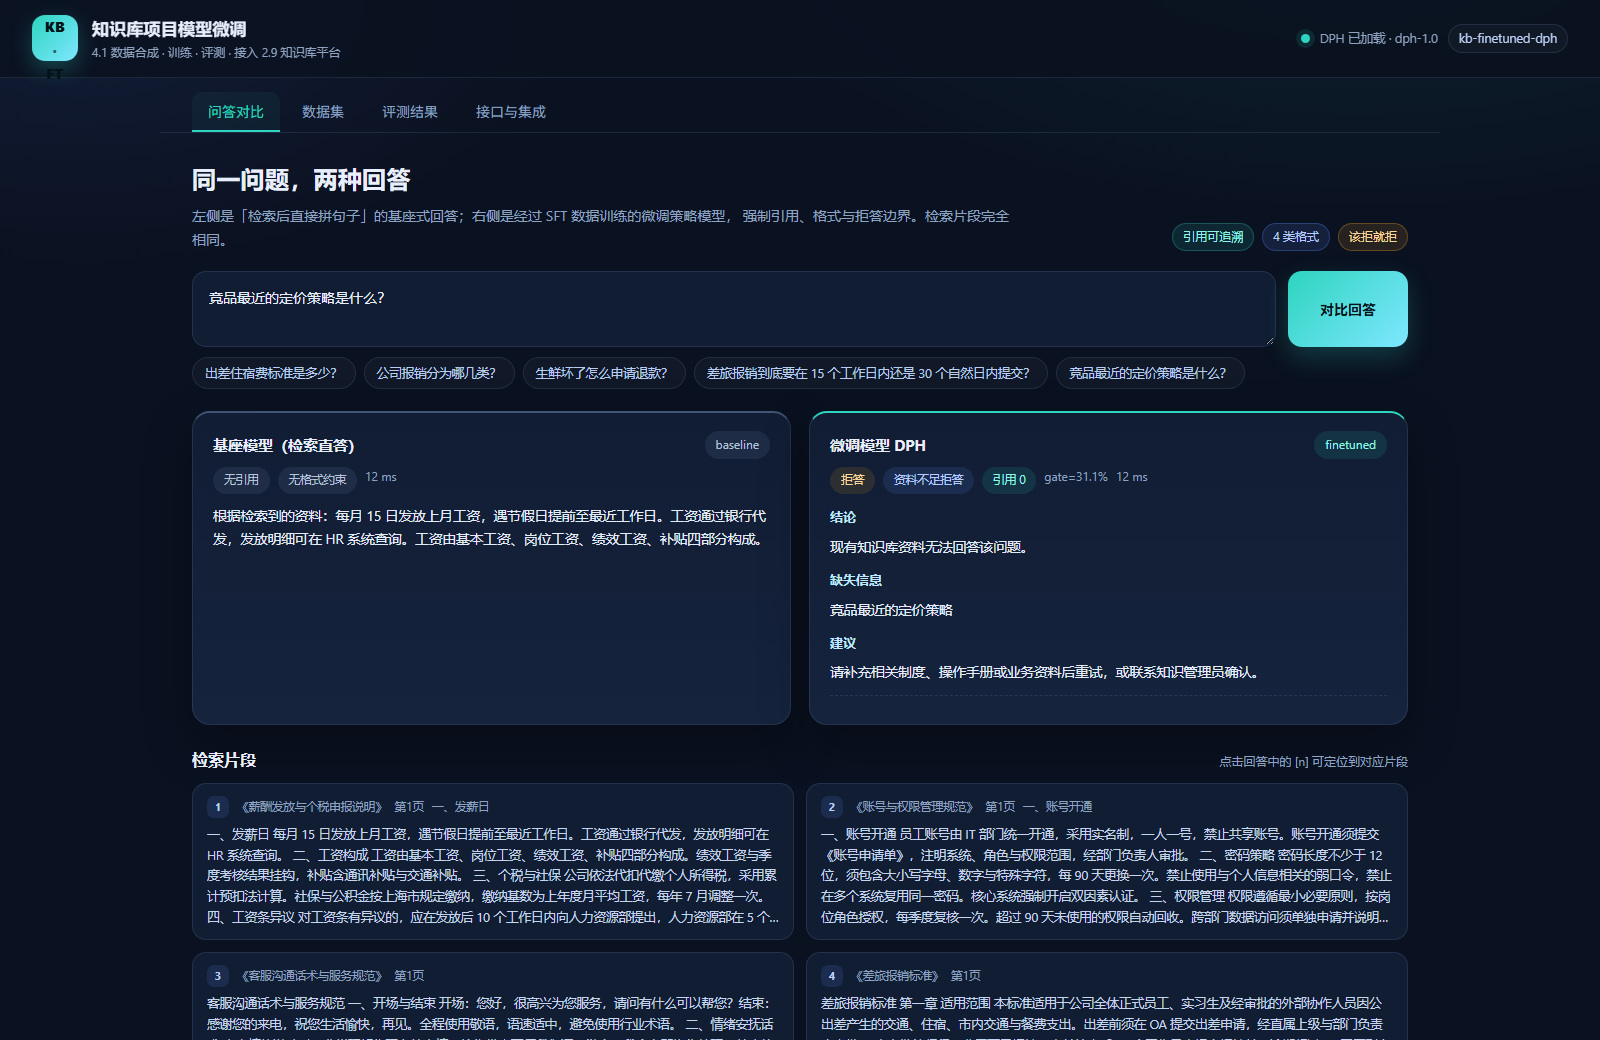 KB
·
FT
知识库项目模型微调
4.1 数据合成 · 训练 · 评测 · 接入 2.9 知识库平台
DPH 已加载 · dph-1.0
kb-finetuned-dph
问答对比
数据集
评测结果
接口与集成
同一问题，两种回答
左侧是「检索后直接拼句子」的基座式回答；右侧是经过 SFT 数据训练的微调策略模型， 强制引用、格式与拒答边界。检索片段完全
相同。
引用可追溯
4 类格式
该拒就拒
竞品最近的定价策略是什么？
对比回答
出差住宿费标准是多少？
公司报销分为哪几类？
生鲜坏了怎么申请退款？
差旅报销到底要在 15 个工作日内还是 30 个自然日内提交？
竞品最近的定价策略是什么？
基座模型（检索直答）
baseline
无引用
无格式约束
12 ms
根据检索到的资料：每月 15 日发放上月工资，遇节假日提前至最近工作日。工资通过银行代
发，发放明细可在 HR 系统查询。工资由基本工资、岗位工资、绩效工资、补贴四部分构成。
微调模型 DPH
finetuned
拒答
资料不足拒答
引用 0
gate=31.1%
12 ms
结论
现有知识库资料无法回答该问题。
缺失信息
竞品最近的定价策略
建议
请补充相关制度、操作手册或业务资料后重试，或联系知识管理员确认。
检索片段
点击回答中的 [n] 可定位到对应片段
1 《薪酬发放与个税申报说明》 第1页 一、发薪日
一、发薪日 每月 15 日发放上月工资，遇节假日提前至最近工作日。工资通过银行代发，发放明细可在
HR 系统查询。 二、工资构成 工资由基本工资、岗位工资、绩效工资、补贴四部分构成。绩效工资与季
度考核结果挂钩，补贴含通讯补贴与交通补贴。 三、个税与社保 公司依法代扣代缴个人所得税，采用累
计预扣法计算。社保与公积金按上海市规定缴纳，缴纳基数为上年度月平均工资，每年 7 月调整一次。
四、工资条异议 对工资条有异议的，应在发放后 10 个工作日内向人力资源部提出，人力资源部在 5 个...
2 《账号与权限管理规范》 第1页 一、账号开通
一、账号开通 员工账号由 IT 部门统一开通，采用实名制，一人一号，禁止共享账号。账号开通须提交
《账号申请单》，注明系统、角色与权限范围，经部门负责人审批。 二、密码策略 密码长度不少于 12
位，须包含大小写字母、数字与特殊字符，每 90 天更换一次。禁止使用与个人信息相关的弱口令，禁止
在多个系统复用同一密码。核心系统强制开启双因素认证。 三、权限管理 权限遵循最小必要原则，按岗
位角色授权，每季度复核一次。超过 90 天未使用的权限自动回收。跨部门数据访问须单独申请并说明...
3 《客服沟通话术与服务规范》 第1页
客服沟通话术与服务规范 一、开场与结束 开场：您好，很高兴为您服务，请问有什么可以帮您？结束：
感谢您的来电，祝您生活愉快，再见。全程使用敬语，语速适中，避免使用行业术语。 二、情绪安抚话
4 《差旅报销标准》 第1页
差旅报销标准 第一章 适用范围 本标准适用于公司全体正式员工、实习生及经审批的外部协作人员因公
出差产生的交通、住宿、市内交通与餐费支出。出差前须在 OA 提交出差申请，经直属上级与部门负责